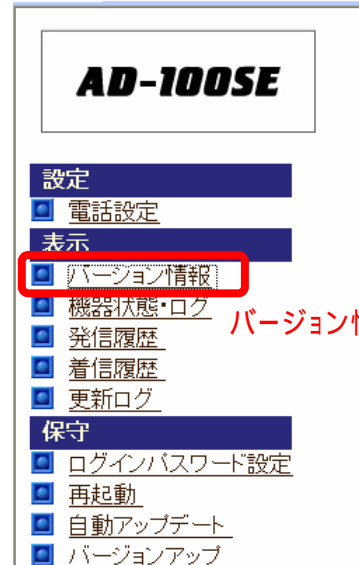 AD-100SE
設定
電話設定
表示
バージョン情報
機器状態・ログ
バージョン
発信履歴
着信履歴
更新ログ
保守
ログインパスワード設定
再起動
自動アップデート
バージョンアップ